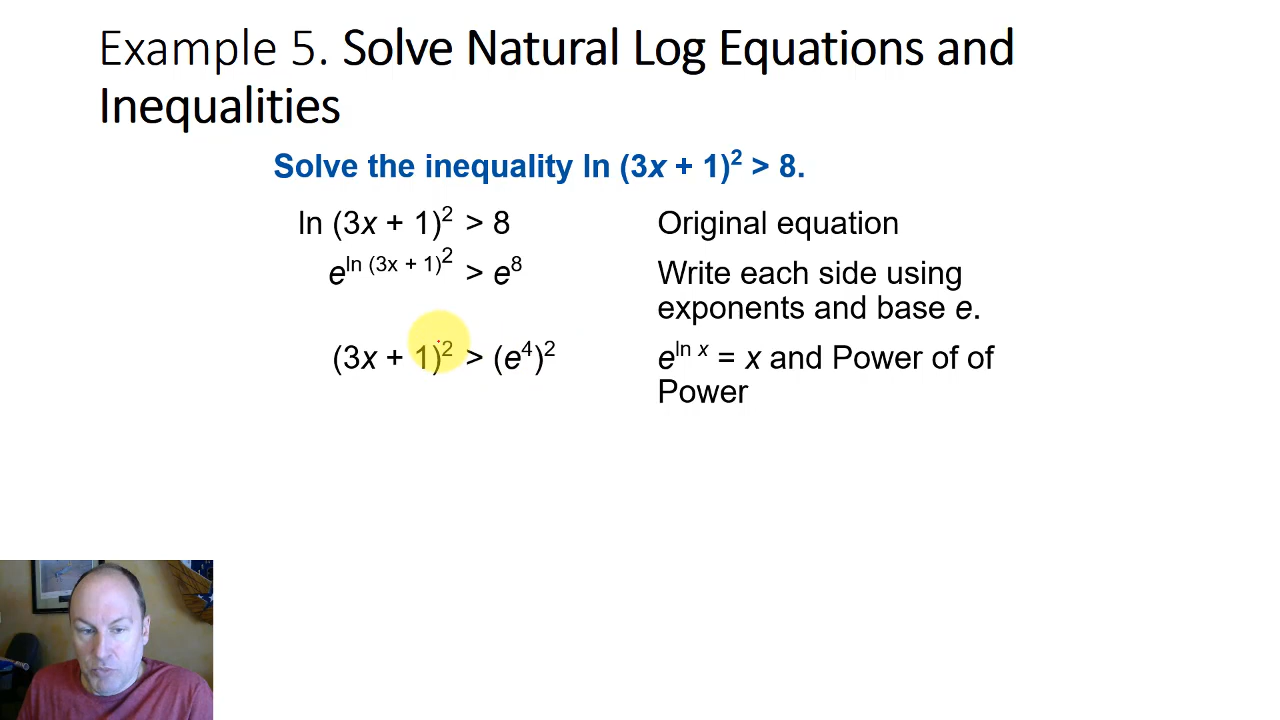 Example 5. Solve Natural Log Equations and
Inequalities
Solve the inequality ln (3x + 1)² > 8.
ln (3x + 1)² > 8 Original equation
e^{ln (3x + 1)²} > e⁸ Write each side using
exponents and base e.
(3x + 1)² > (e⁴)² e^{ln x} = x and Power of of
Power